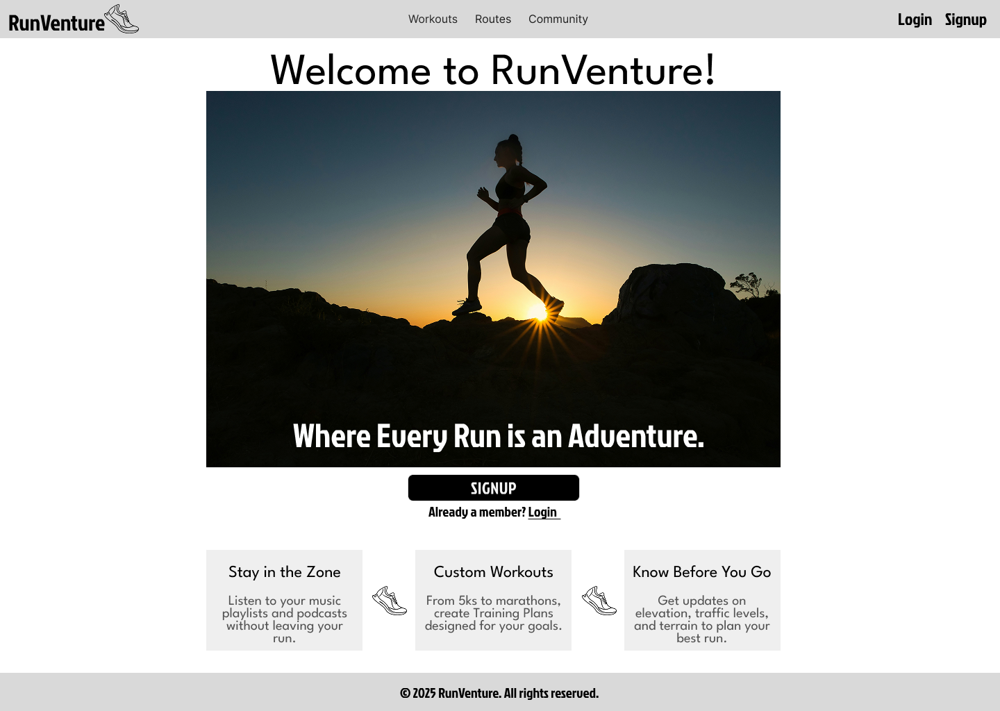 RunVenture
Workouts Routes Community
Login Signup
Welcome to RunVenture!
Where Every Run is an Adventure.
SIGNUP
Already a member? Login
Stay in the Zone
Listen to your music
playlists and podcasts
without leaving your
run.
Custom Workouts
From 5ks to marathons,
create Training Plans
designed for your goals.
Know Before You Go
Get updates on
elevation, traffic levels,
and terrain to plan your
best run.
© 2025 RunVenture. All rights reserved.